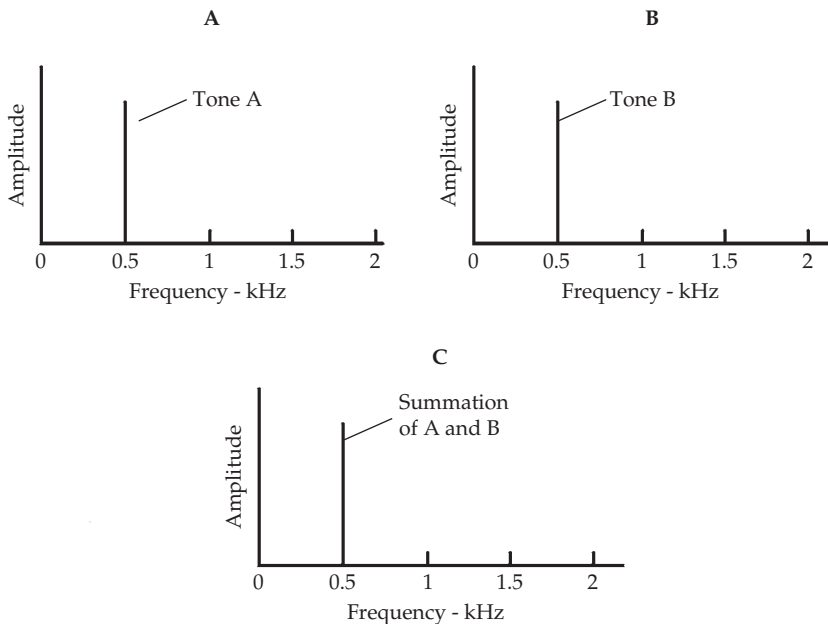 A
Amplitude
Tone A
0 0.5 1 1.5 2
Frequency - kHz
B
Amplitude
Tone B
0 0.5 1 1.5 2
Frequency - kHz
C
Amplitude
Summation
of A and B
0 0.5 1 1.5 2
Frequency - kHz